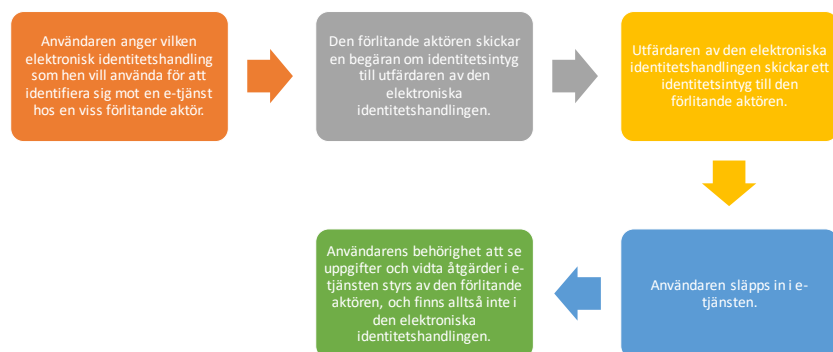 Användaren anger vilken
elektronisk identitetshandling
som hen vill använda för att
identifiera sig mot en e-tjänst
hos en viss förlitande aktör.
Den förlitande aktören skickar
en begäran om identitetsintyg
till utfärdaren av den
elektroniska
identitetshandlingen.
Utfärdaren av den elektroniska
identitetshandlingen skickar ett
identitetsintyg till den
förlitande aktören.
Användaren släpps in i e-
tjänsten.
Användarens behörighet att se
uppgifter och vidta åtgärder i e-
tjänsten styrs av den förlitande
aktören, och finns alltså inte i
den elektroniska
identitetshandlingen.